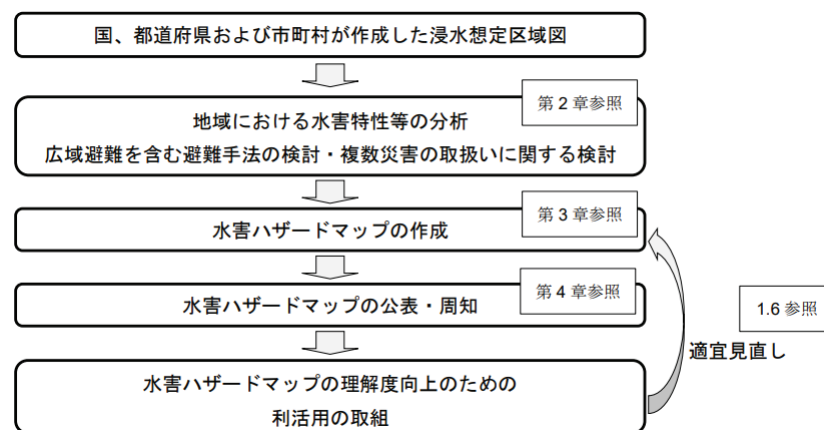 国、都道府県および市町村が作成した浸水想定区域図
第2章参照
地域における水害特性等の分析
広域避難を含む避難手法の検討・複数災害の取扱いに関する検討
第3章参照
水害ハザードマップの作成
第4章参照
水害ハザードマップの公表・周知
1.6参照
適宜見直し
水害ハザードマップの理解度向上のための
利活用の取組